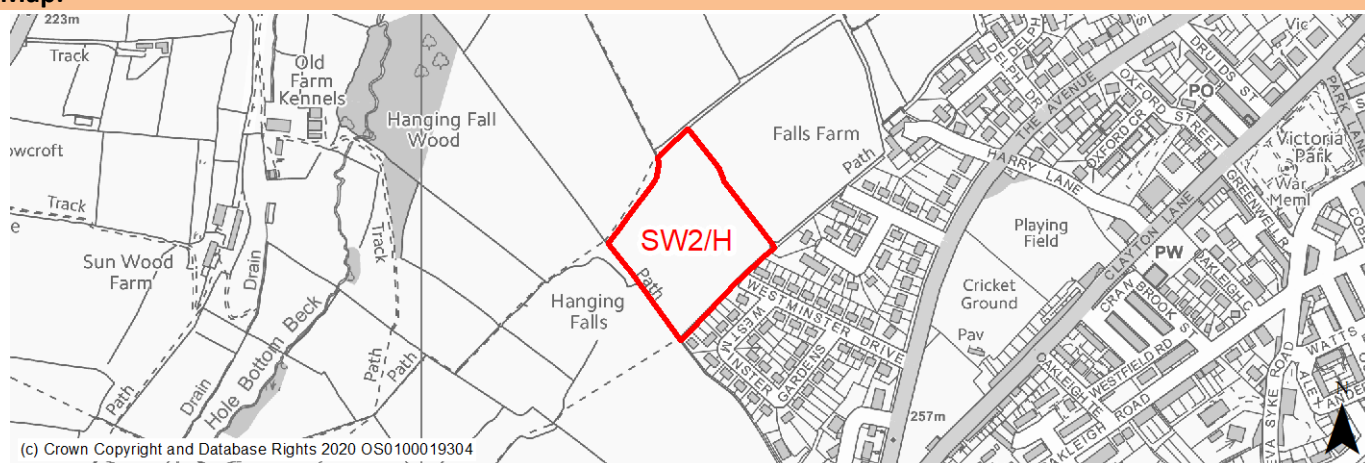 Map:
223m
Track
Old
Farm
Kennels
Hanging Fall
Wood
owcroft
Track
e
Sun Wood
Farm
Drain
Track
Path
Drain
Hole Bottom Beck
Path
Path
Hanging
Falls
Path
SW2/H
Falls Farm
Path
DELPH DR
DELPH
THE AVENUE
OXFORD CR
OXFORD
STREET
DRUIDS ST
PO
Vic
PARK LANE
Victoria
Park
War
Meml
HARRY LANE
GREENWELL R
Playing
Field
CLAYTON LANE
PW
OAKLEIGH C
Cricket
Ground
CRANBROOK ST
Pav
WESTMINSTER DRIVE
WESTMINSTER
GARDENS
257m
OAKLEIGH T
WESTFIELD RD
OAKLEIGH ROAD
WATTS
ROAD
N
(c) Crown Copyright and Database Rights 2020 OS0100019304